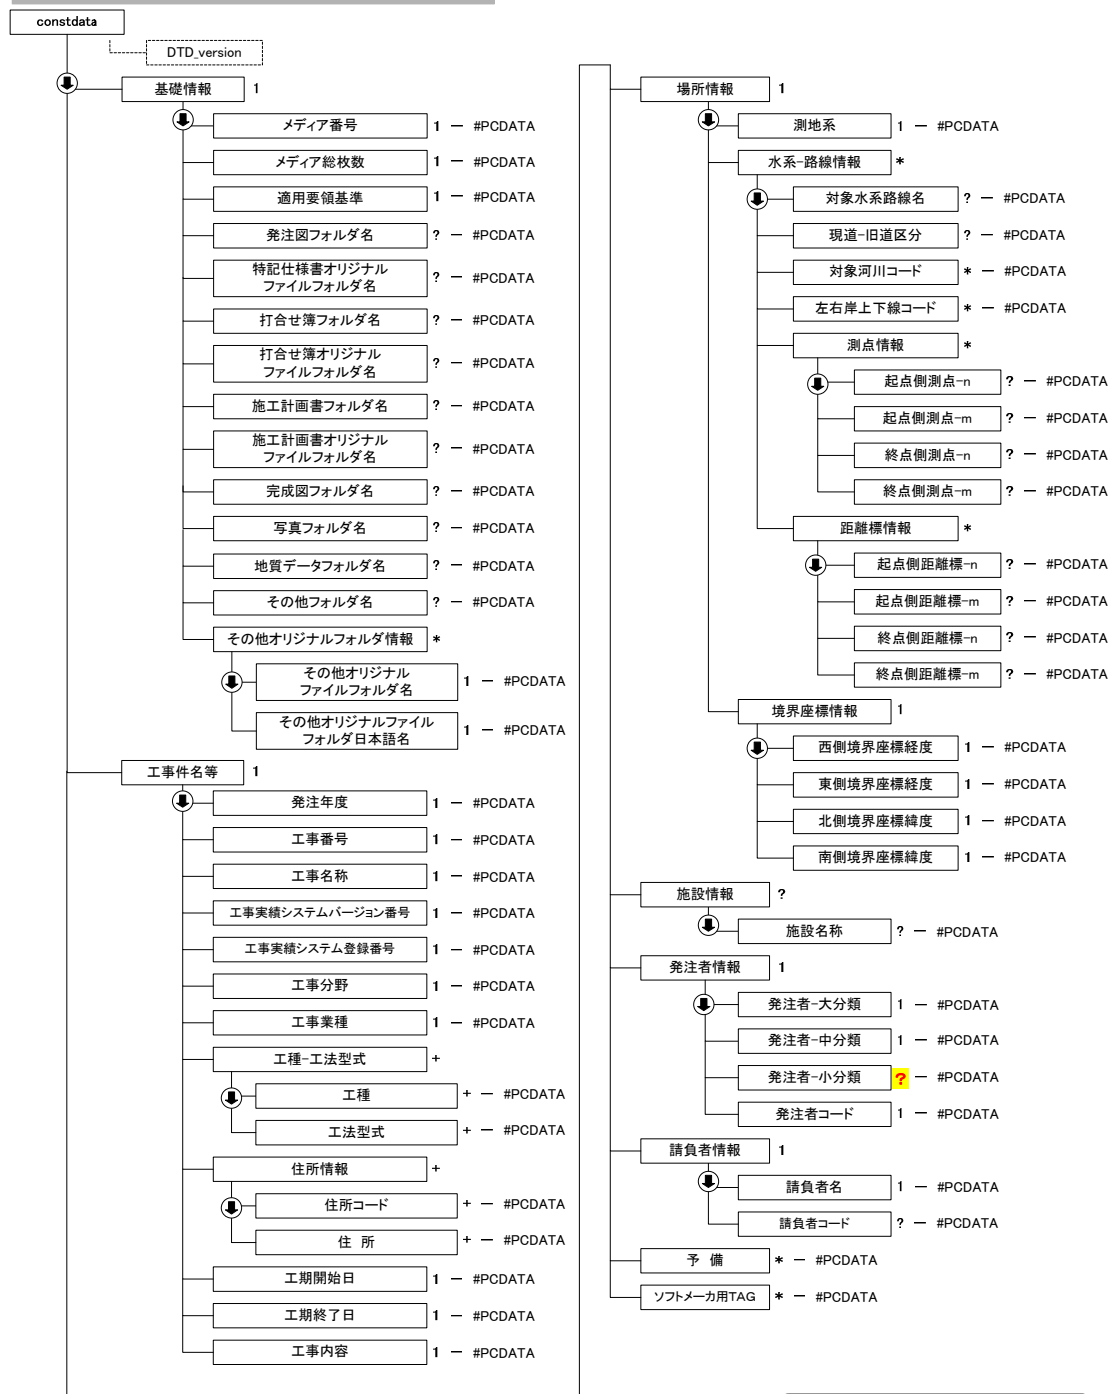 constdata
DTD_version
基礎情報 1
メディア番号 1 － #PCDATA
メディア総枚数 1 － #PCDATA
適用要領基準 1 － #PCDATA
発注図フォルダ名 ? － #PCDATA
特記仕様書オリジナル
ファイルフォルダ名 ? － #PCDATA
打合せ簿フォルダ名 ? － #PCDATA
打合せ簿オリジナル
ファイルフォルダ名 ? － #PCDATA
施工計画書フォルダ名 ? － #PCDATA
施工計画書オリジナル
ファイルフォルダ名 ? － #PCDATA
完成図フォルダ名 ? － #PCDATA
写真フォルダ名 ? － #PCDATA
地質データフォルダ名 ? － #PCDATA
その他フォルダ名 ? － #PCDATA
その他オリジナルフォルダ情報 *
その他オリジナル
ファイルフォルダ名 1 － #PCDATA
その他オリジナルファイル
フォルダ日本語名 1 － #PCDATA
工事件名等 1
発注年度 1 － #PCDATA
工事番号 1 － #PCDATA
工事名称 1 － #PCDATA
工事実績システムバージョン番号 1 － #PCDATA
工事実績システム登録番号 1 － #PCDATA
工事分野 1 － #PCDATA
工事業種 1 － #PCDATA
工種-工法型式 +
工種 + － #PCDATA
工法型式 + － #PCDATA
住所情報 +
住所コード + － #PCDATA
住 所 + － #PCDATA
工期開始日 1 － #PCDATA
工期終了日 1 － #PCDATA
工事内容 1 － #PCDATA
場所情報 1
測地系 1 － #PCDATA
水系-路線情報 *
対象水系路線名 ? － #PCDATA
現道-旧道区分 ? － #PCDATA
対象河川コード * － #PCDATA
左右岸上下線コード * － #PCDATA
測点情報 *
起点側測点-n ? － #PCDATA
起点側測点-m ? － #PCDATA
終点側測点-n ? － #PCDATA
終点側測点-m ? － #PCDATA
距離標情報 *
起点側距離標-n ? － #PCDATA
起点側距離標-m ? － #PCDATA
終点側距離標-n ? － #PCDATA
終点側距離標-m ? － #PCDATA
境界座標情報 1
西側境界座標経度 1 － #PCDATA
東側境界座標経度 1 － #PCDATA
北側境界座標緯度 1 － #PCDATA
南側境界座標緯度 1 － #PCDATA
施設情報 ?
施設名称 ? － #PCDATA
発注者情報 1
発注者-大分類 1 － #PCDATA
発注者-中分類 1 － #PCDATA
発注者-小分類 ? － #PCDATA
発注者コード 1 － #PCDATA
請負者情報 1
請負者名 1 － #PCDATA
請負者コード ? － #PCDATA
予 備 * － #PCDATA
ソフトメーカ用TAG * － #PCDATA